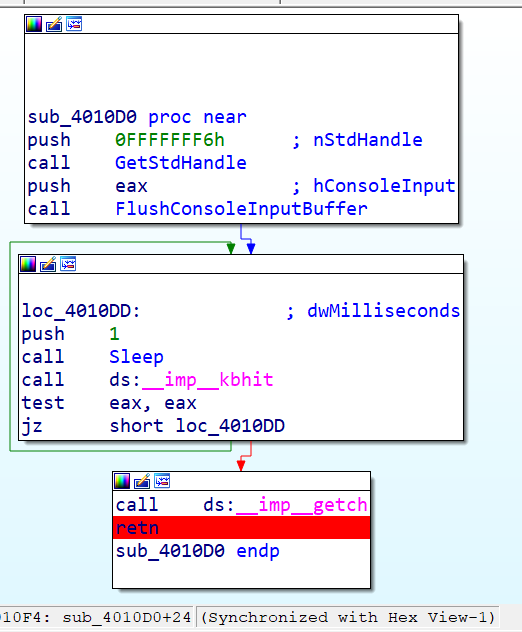 sub_4010D0 proc near
push 0FFFFFFF6h ; nStdHandle
call GetStdHandle
push eax ; hConsoleInput
call FlushConsoleInputBuffer
loc_4010DD: ; dwMilliseconds
push 1
call Sleep
call ds:__imp__kbhit
test eax, eax
jz short loc_4010DD
call ds:__imp__getch
retn
sub_4010D0 endp
010F4: sub_4010D0+24 (Synchronized with Hex View-1)